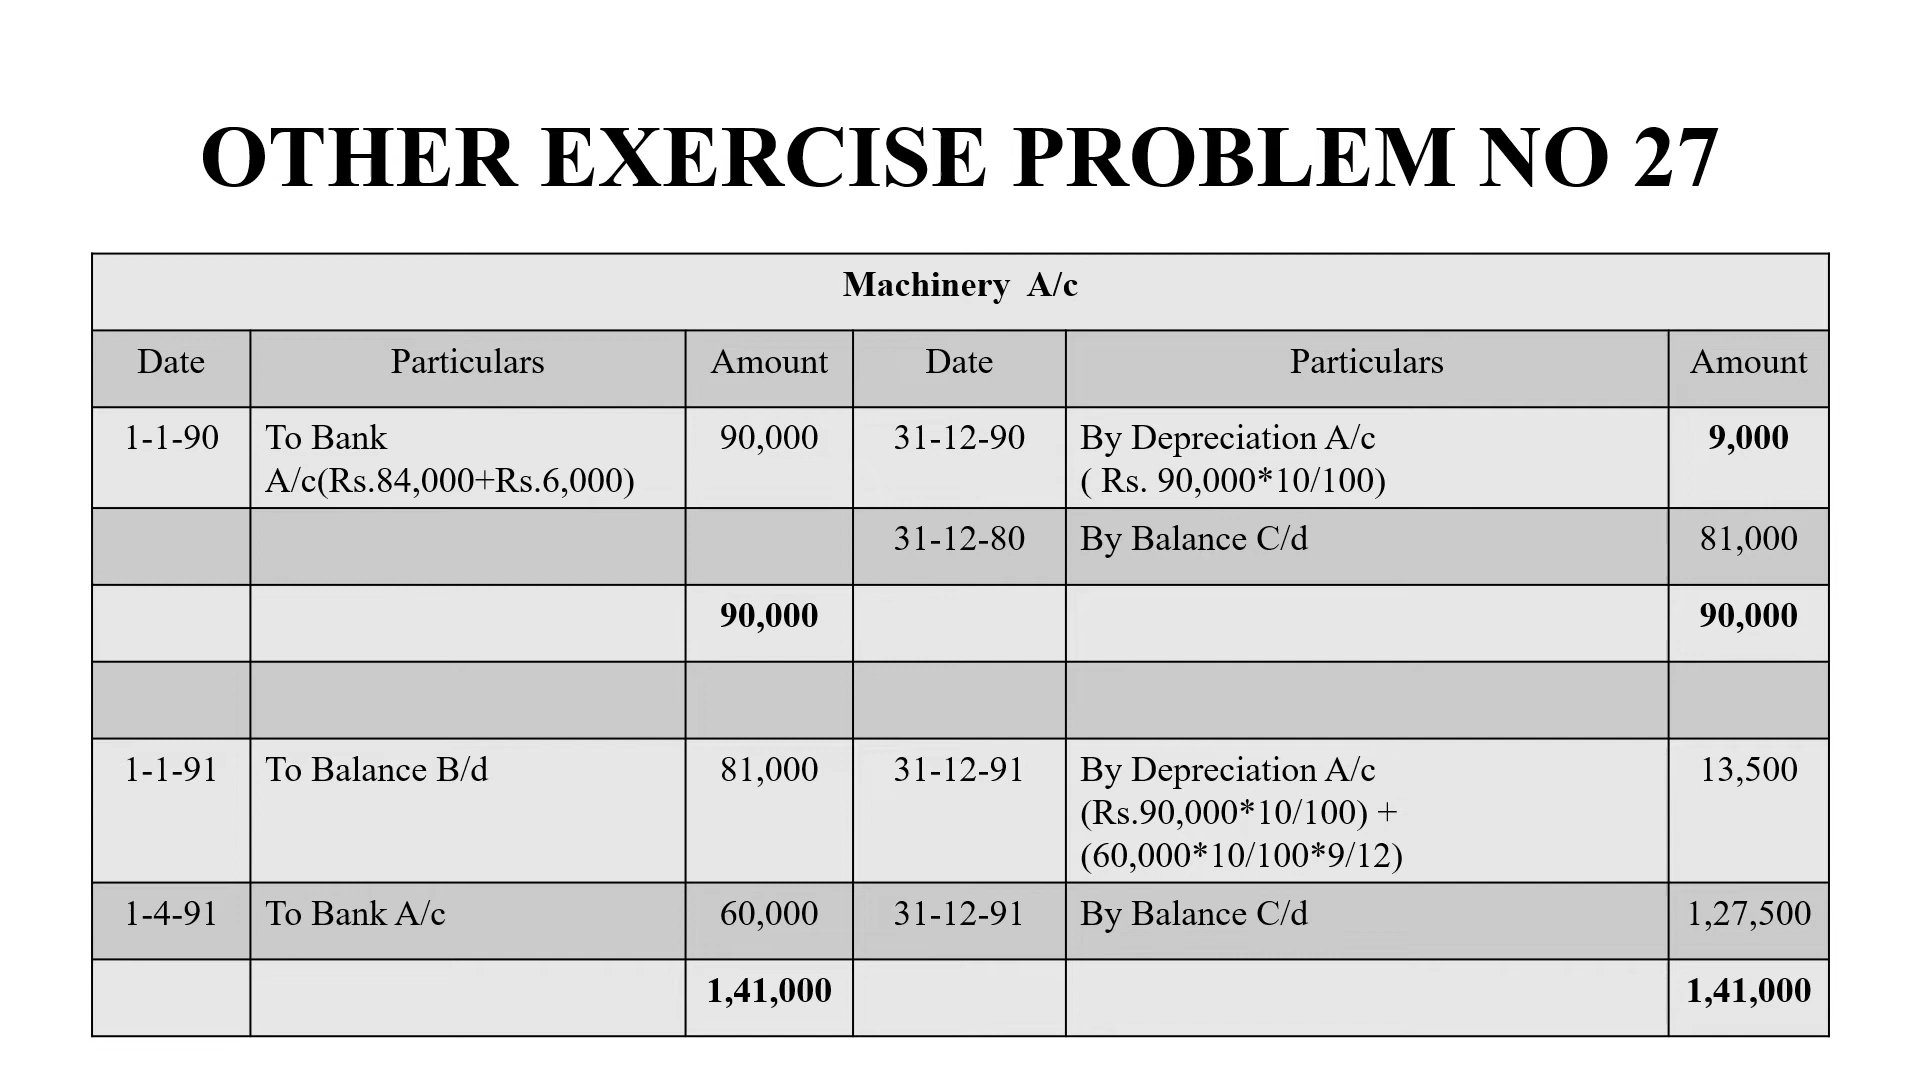 OTHER EXERCISE PROBLEM NO 27
Machinery A/c
Date Particulars Amount Date Particulars Amount
1-1-90 To Bank 90,000 31-12-90 By Depreciation A/c 9,000
A/c(Rs.84,000+Rs.6,000) ( Rs. 90,000*10/100)
31-12-80 By Balance C/d 81,000
90,000 90,000
1-1-91 To Balance B/d 81,000 31-12-91 By Depreciation A/c 13,500
(Rs.90,000*10/100) +
(60,000*10/100*9/12)
1-4-91 To Bank A/c 60,000 31-12-91 By Balance C/d 1,27,500
1,41,000 1,41,000